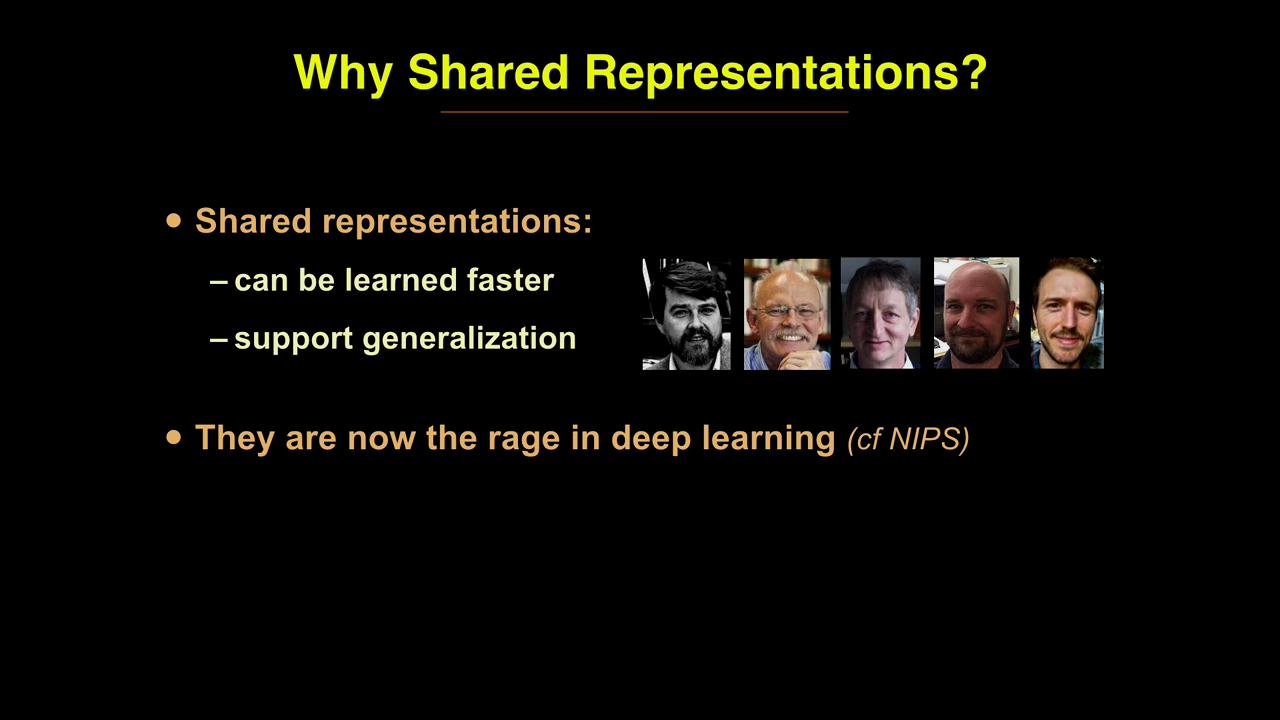 Why Shared Representations?
• Shared representations:
– can be learned faster
– support generalization
• They are now the rage in deep learning (cf NIPS)